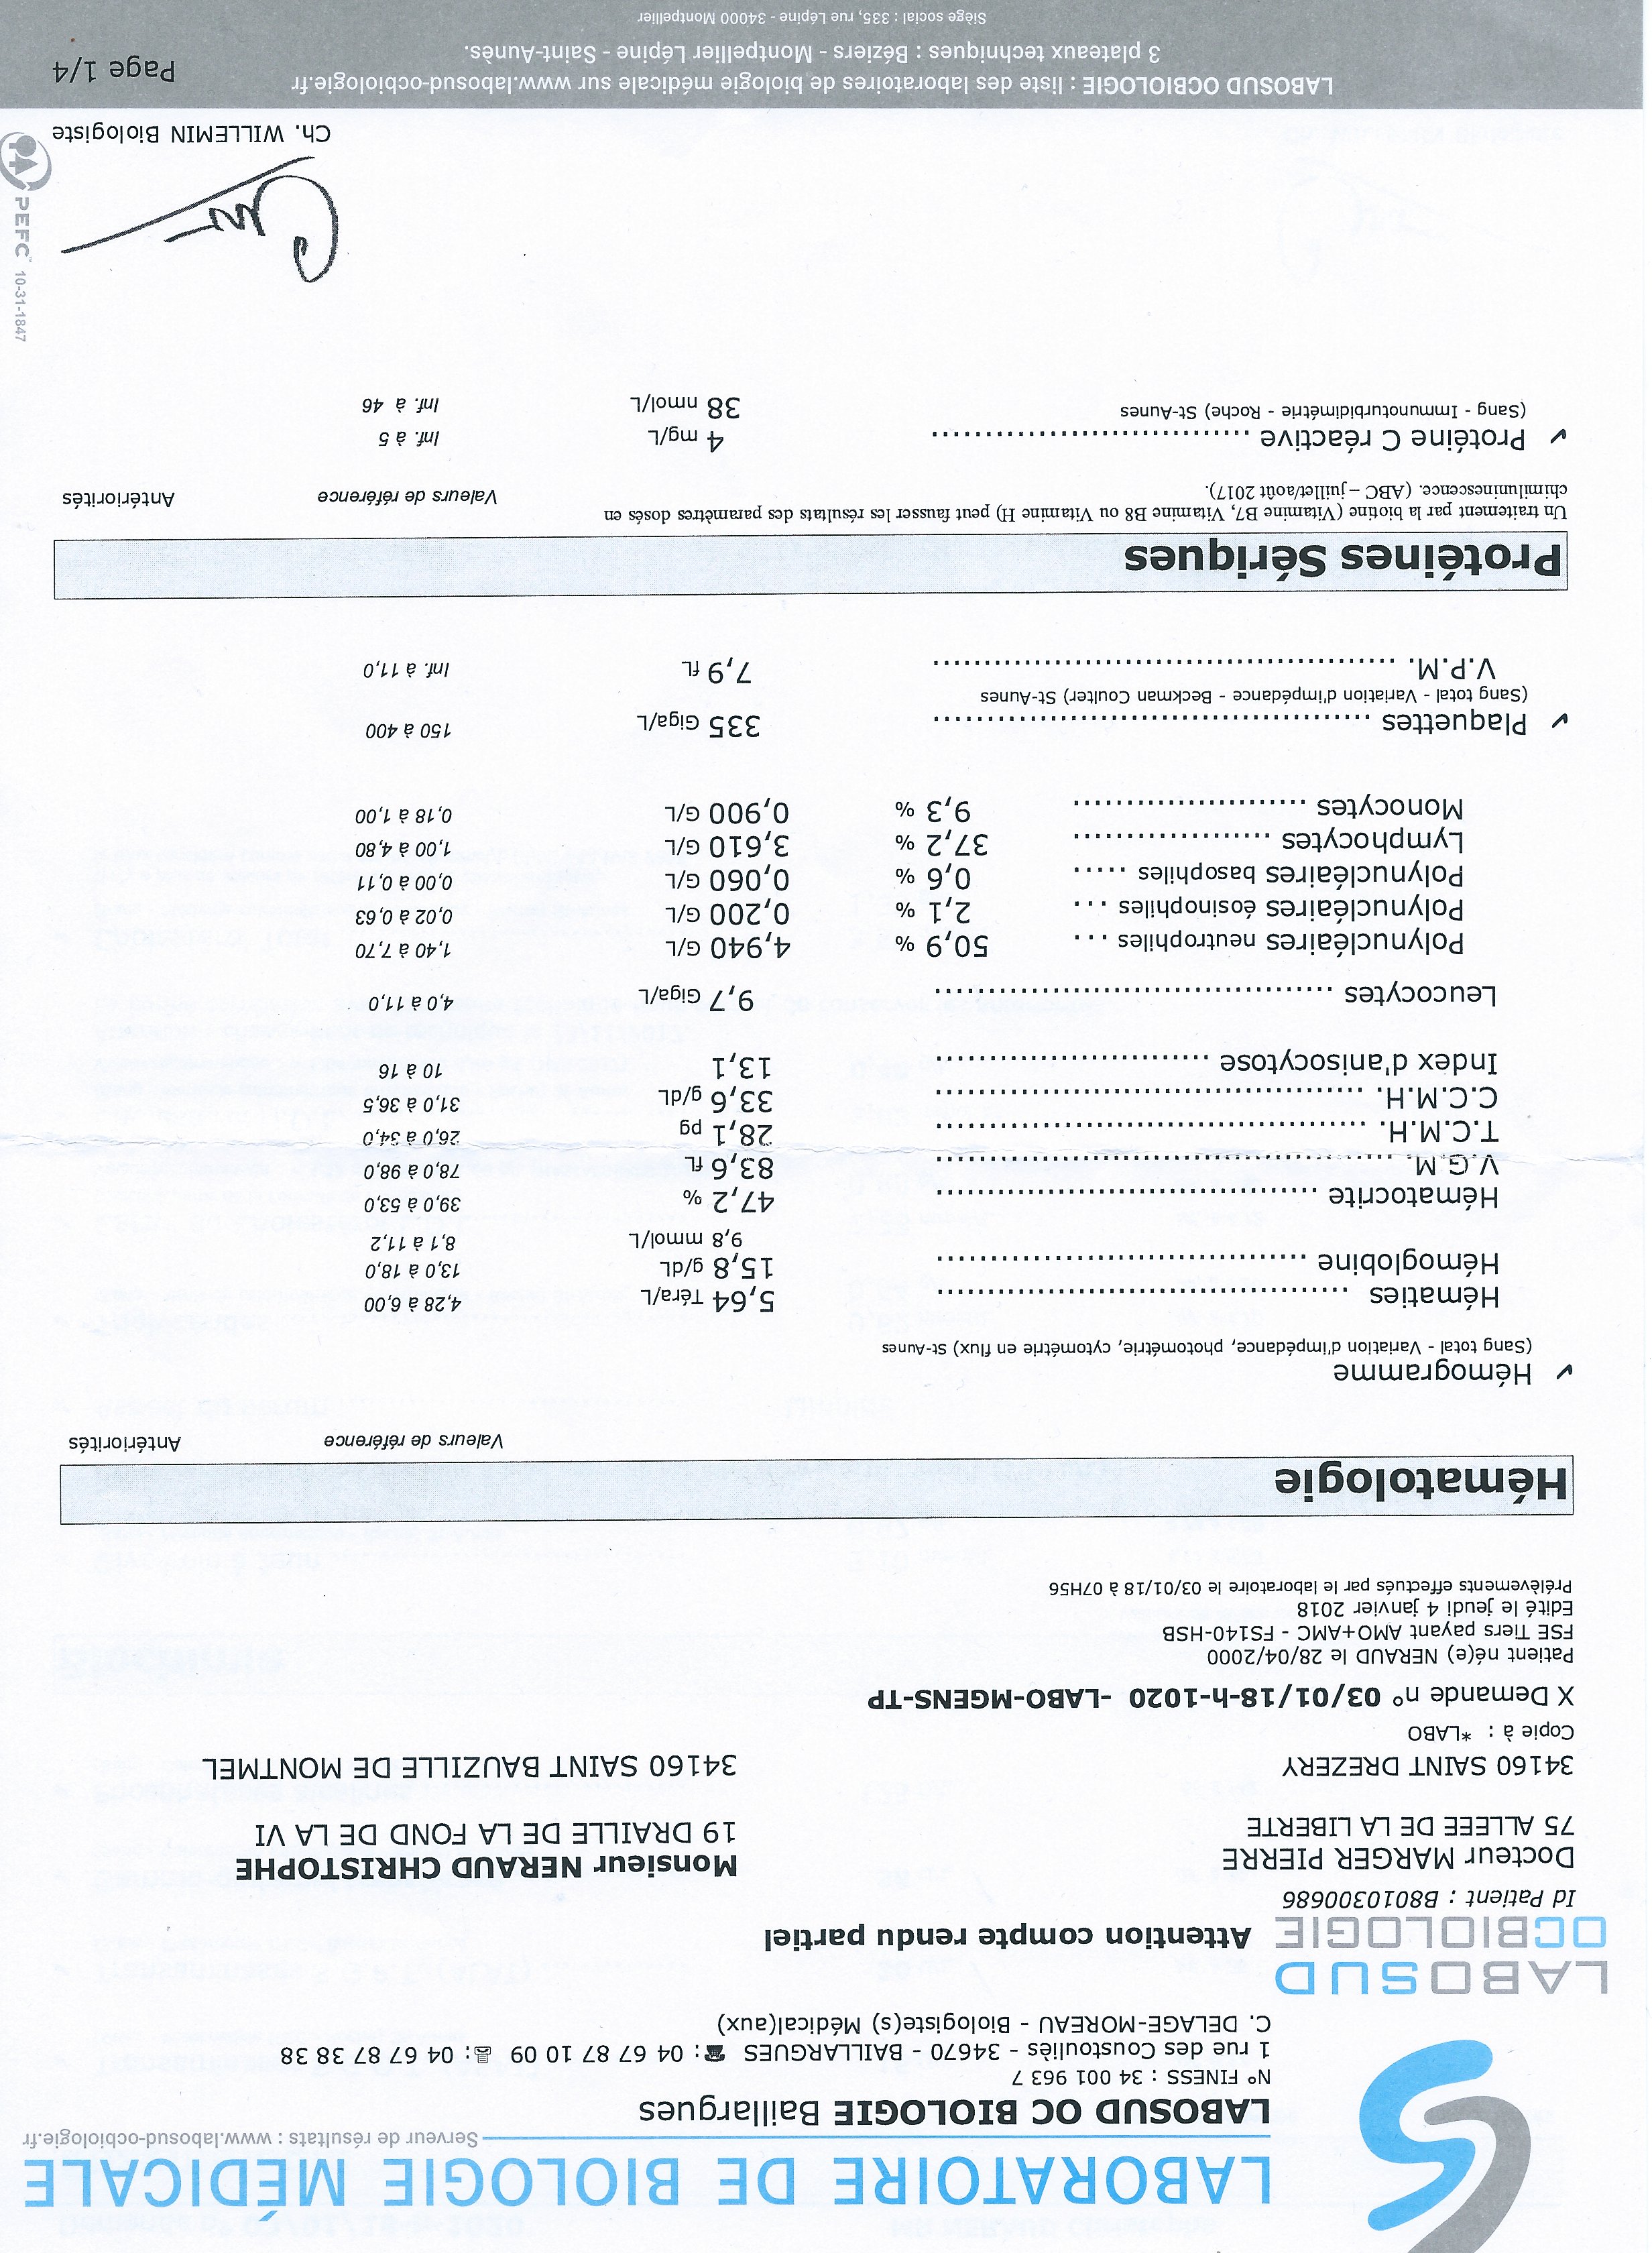 LABORATOIRE DE BIOLOGIE MÉDICALE
Serveur de résultats : www.labosud-ocbiologie.fr
LABOSUD OC BIOLOGIE Baillargues
N° FINESS : 34 001 963 7
1 rue des Coustouliès - 34670 - BAILLARGUES ☎: 04 67 87 10 09 🖷: 04 67 87 38 38
C. DELAGE-MOREAU - Biologiste(s) Médical(aux)
LABOSUD
OCBIOLOGIE
Attention compte rendu partiel
Id Patient : B8010300686
Docteur MARGER PIERRE
75 ALLEEE DE LA LIBERTE
34160 SAINT DREZERY
Monsieur NERAUD CHRISTOPHE
19 DRAILLE DE LA FOND DE LA VI
34160 SAINT BAUZILLE DE MONTMEL
Copie à : *LABO
X Demande n° 03/01/18-h-1020 -LABO-MGENS-TP
Patient né(e) NERAUD le 28/04/2000
FSE Tiers payant AMO+AMC - FS140-HSB
Edité le jeudi 4 janvier 2018
Prélèvements effectués par le laboratoire le 03/01/18 à 07H56
Hématologie
Valeurs de référence Antériorités
✔ Hémogramme
(Sang total - Variation d'impédance, photométrie, cytométrie en flux) St-Aunes
Hématies ................................................ 5,64 Téra/L 4,28 à 6,00
Hémoglobine ........................................... 15,8 g/dL 13,0 à 18,0
9,8 mmol/L 8,1 à 11,2
Hématocrite ............................................ 47,2 % 39,0 à 53,0
V.G.M. ..................................................... 83,6 fL 78,0 à 98,0
T.C.M.H. .................................................. 28,1 pg 26,0 à 34,0
C.C.M.H. .................................................. 33,6 g/dL 31,0 à 36,5
Index d'anisocytose ................................ 13,1 10 à 16
Leucocytes .............................................. 9,7 Giga/L 4,0 à 11,0
Polynucléaires neutrophiles ... 50,9 % 4,940 G/L 1,40 à 7,70
Polynucléaires éosinophiles ... 2,1 % 0,200 G/L 0,02 à 0,63
Polynucléaires basophiles ..... 0,6 % 0,060 G/L 0,00 à 0,11
Lymphocytes ....................... 37,2 % 3,610 G/L 1,00 à 4,80
Monocytes ........................... 9,3 % 0,900 G/L 0,18 à 1,00
✔ Plaquettes ................................................... 335 Giga/L 150 à 400
(Sang total - Variation d'impédance - Beckman Coulter) St-Aunes
V.P.M. ...................................................... 7,9 fL Inf. à 11,0
Protéines Sériques
Un traitement par la biotine (Vitamine B7, Vitamine B8 ou Vitamine H) peut fausser les résultats des paramètres dosés en
chimiluninescence. (ABC – juillet/août 2017).
Valeurs de référence Antériorités
✔ Protéine C réactive ..................................... 4 mg/L Inf. à 5
(Sang - Immunoturbidimétrie - Roche) St-Aunes
38 nmol/L Inf. à 46
Ch. WILLEMIN Biologiste
PEFC 10-31-1847
LABOSUD OCBIOLOGIE : liste des laboratoires de biologie médicale sur www.labosud-ocbiologie.fr
3 plateaux techniques : Béziers - Montpellier Lépine - Saint-Aunès.
Siège social : 335, rue Lépine - 34000 Montpellier
Page 1/4